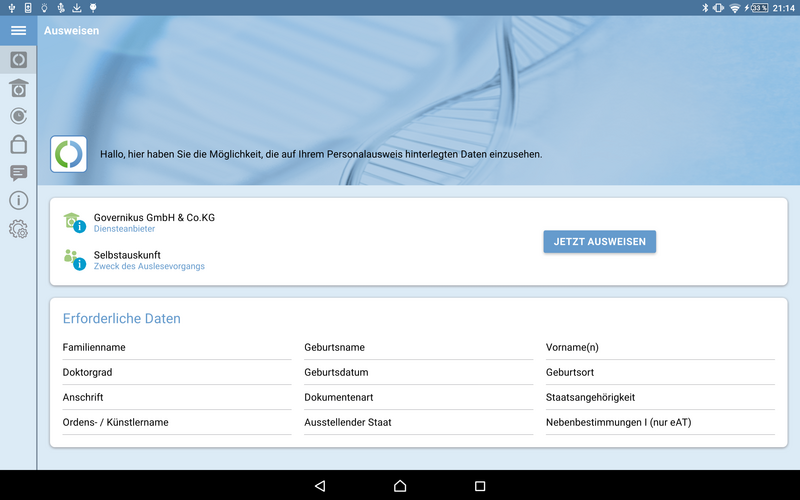 33 %
21:14
Ausweisen
Hallo, hier haben Sie die Möglichkeit, die auf Ihrem Personalausweis hinterlegten Daten einzusehen.
Governikus GmbH & Co.KG
Diensteanbieter
Selbstauskunft
Zweck des Auslesevorgangs
JETZT AUSWEISEN
Erforderliche Daten
Familienname Geburtsname Vorname(n)
Doktorgrad Geburtsdatum Geburtsort
Anschrift Dokumentenart Staatsangehörigkeit
Ordens- / Künstlername Ausstellender Staat Nebenbestimmungen I (nur eAT)